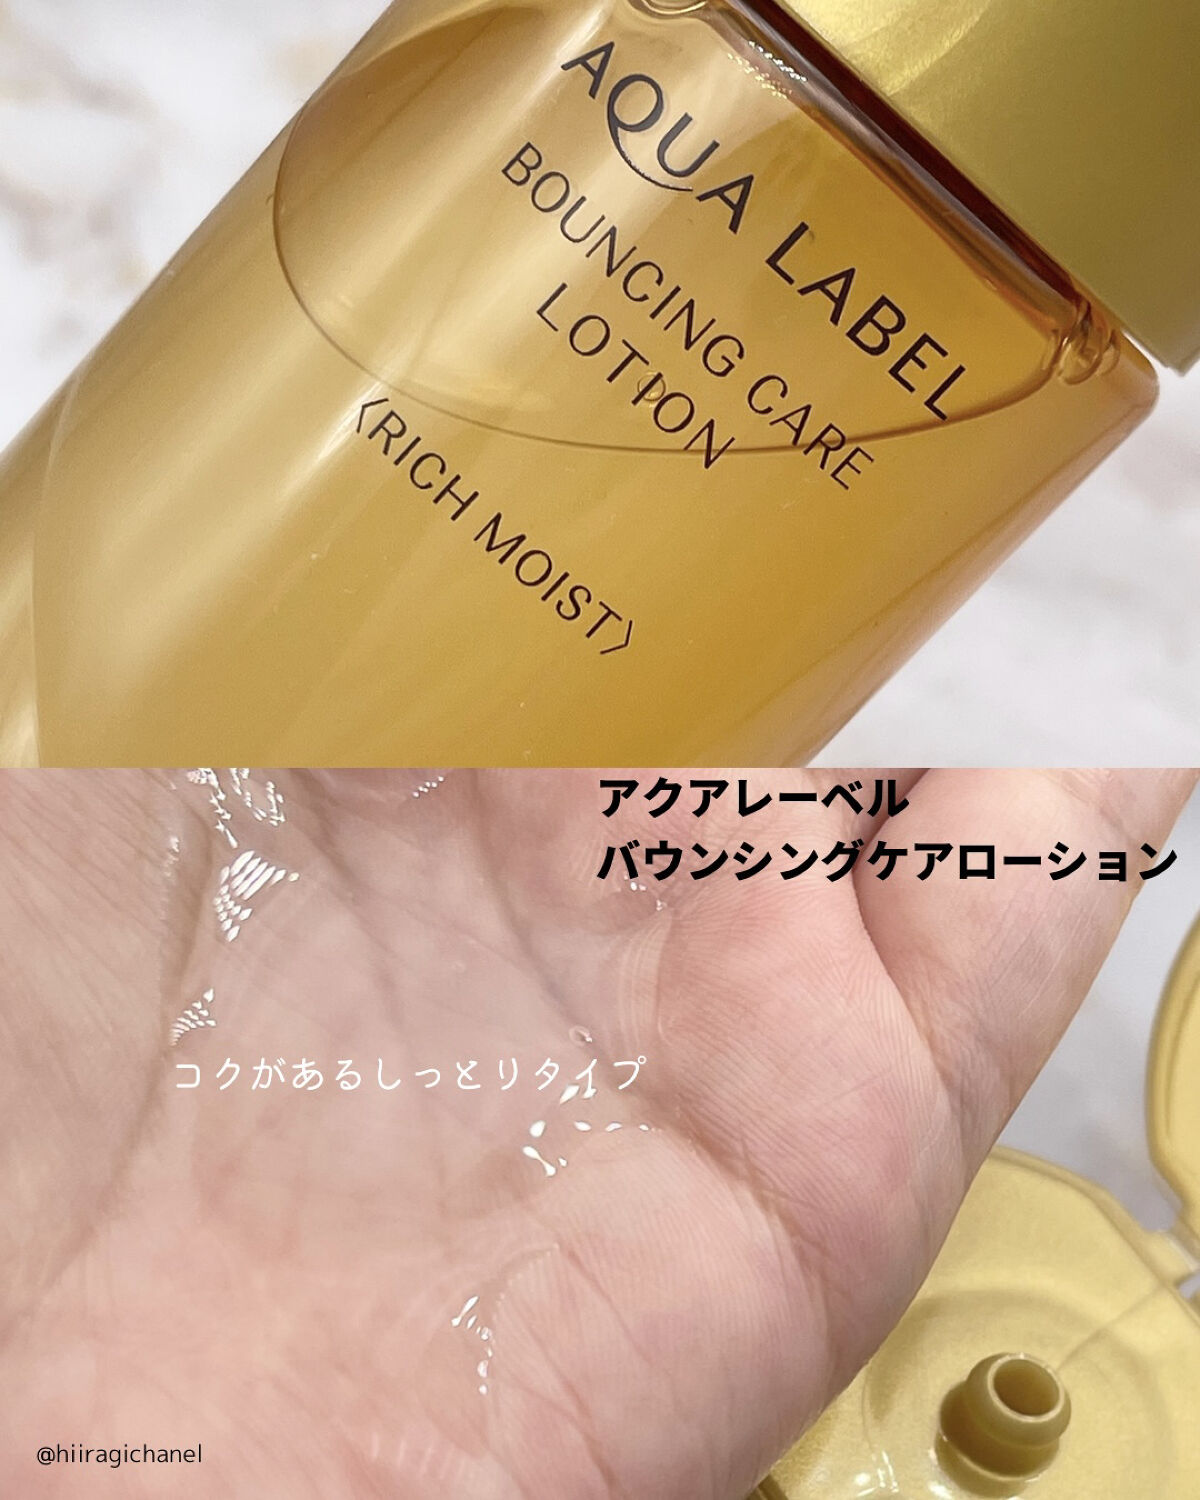 AQUA LABEL
BOUNCING CARE
LOTION
〈RICH MOIST〉
アクアレーベル
バウンシングケアローション
コクがあるしっとりタイプ
@hiiragichanel